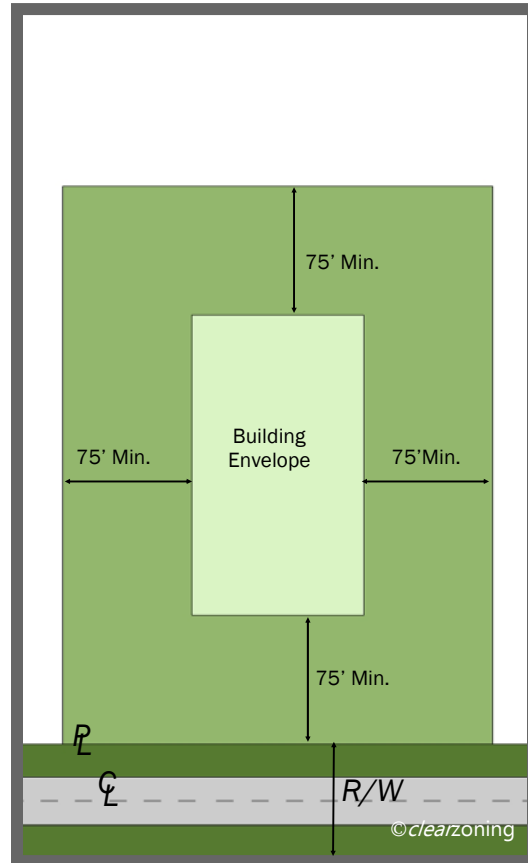 75’ Min.
Building
Envelope
75’ Min.
75’Min.
75’ Min.
PL
CL
R/W
©clearzoning